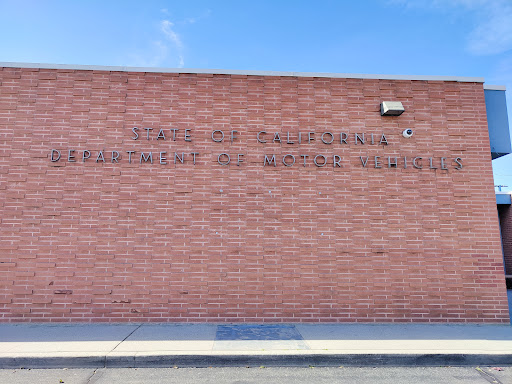 STATE OF CALIFORNIA
DEPARTMENT OF MOTOR VEHICLES